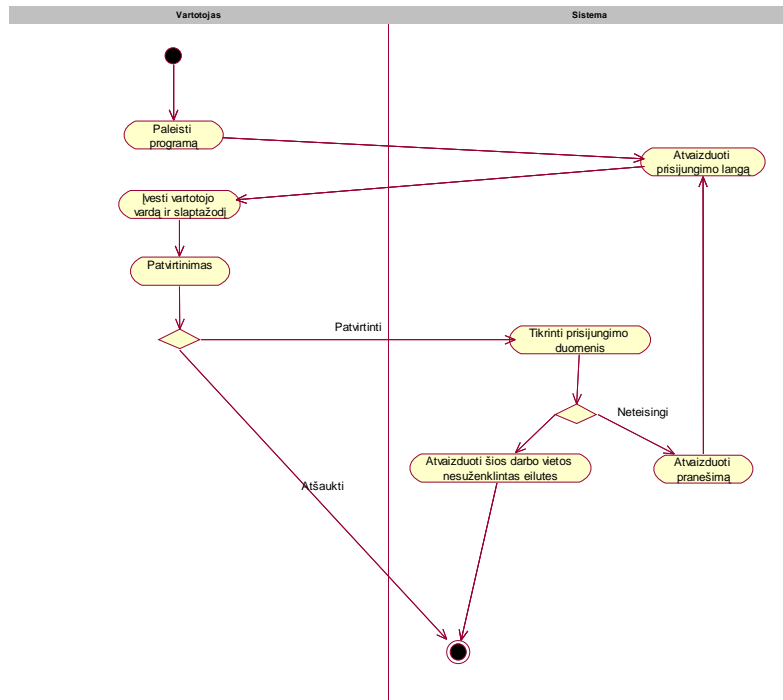 Vartotojas
Sistema
Paleisti
programą
Atvaizduoti
prisijungimo langą
Įvesti vartotojo
vardą ir slaptažodį
Patvirtinimas
Patvirtinti
Tikrinti prisijungimo
duomenis
Neteisingi
Atvaizduoti šios darbo vietos
nesuženklintas eilutes
Atvaizduoti
pranešimą
Atšaukti